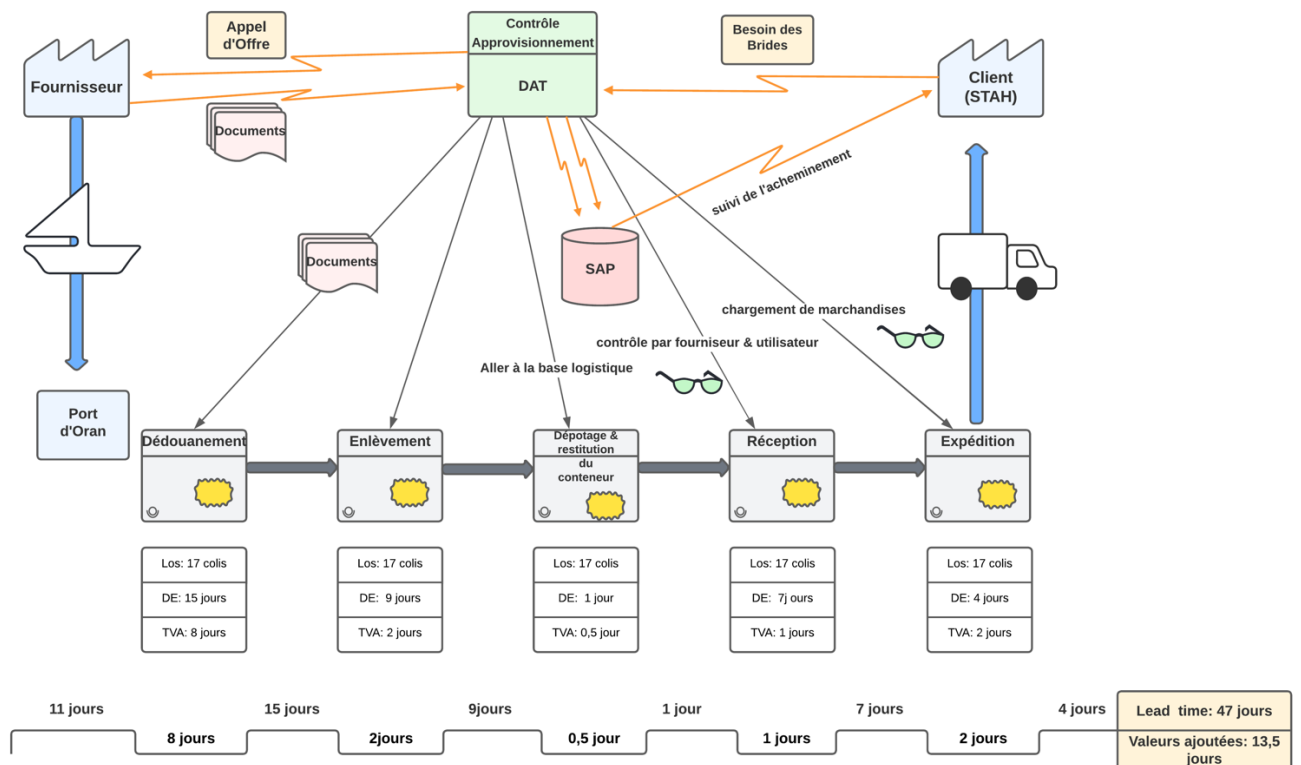 Appel
d'Offre
Contrôle
Approvisionnement
DAT
Besoin des
Brides
Fournisseur
Client
(STAH)
Documents
suivi de l'acheminement
Documents
SAP
chargement de marchandises
contrôle par fourniseur & utilisateur
Aller à la base logistique
Port
d'Oran
Dédouanement
Enlèvement
Dépotage &
restitution
du
conteneur
Réception
Expédition
Los: 17 colis
DE: 15 jours
TVA: 8 jours
Los: 17 colis
DE:  9 jours
TVA: 2 jours
Los: 17 colis
DE:  1 jour
TVA: 0,5 jour
Los: 17 colis
DE:  7j ours
TVA: 1 jours
Los: 17 colis
DE: 4 jours
TVA: 2 jours
11 jours
15 jours
9jours
1 jour
7 jours
4 jours
8 jours
2jours
0,5 jour
1 jours
2 jours
Lead  time: 47 jours
Valeurs ajoutées: 13,5
jours